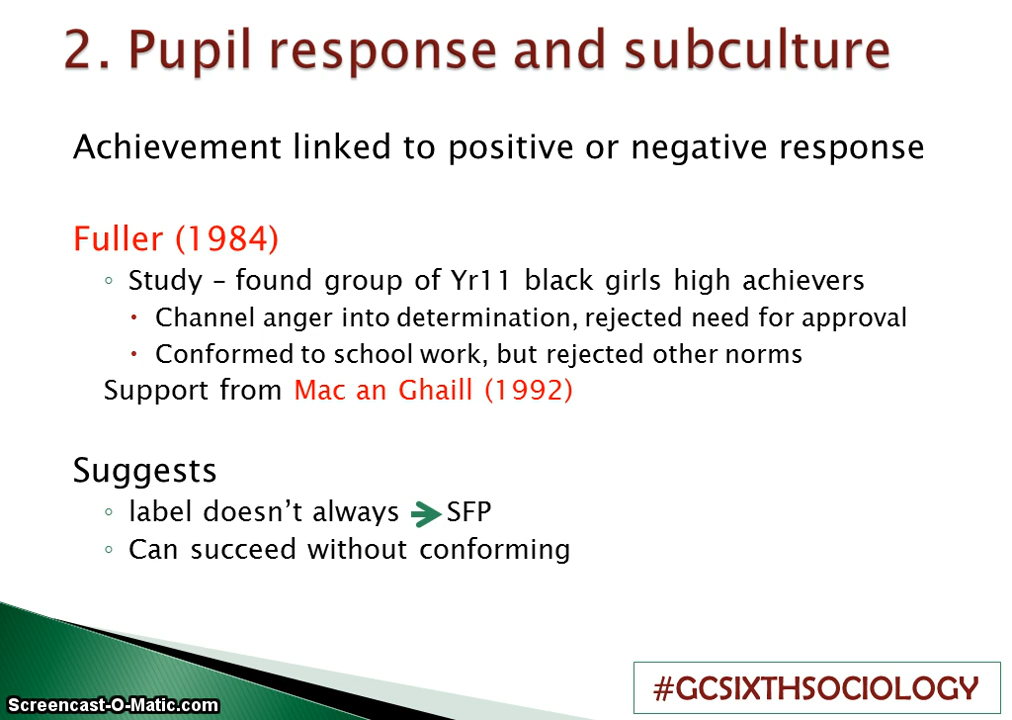 2. Pupil response and subculture
Achievement linked to positive or negative response
Fuller (1984)
◦ Study – found group of Yr11 black girls high achievers
• Channel anger into determination, rejected need for approval
• Conformed to school work, but rejected other norms
Support from Mac an Ghaill (1992)
Suggests
◦ label doesn’t always → SFP
◦ Can succeed without conforming
#GCSIXTHSOCIOLOGY
Screencast-O-Matic.com